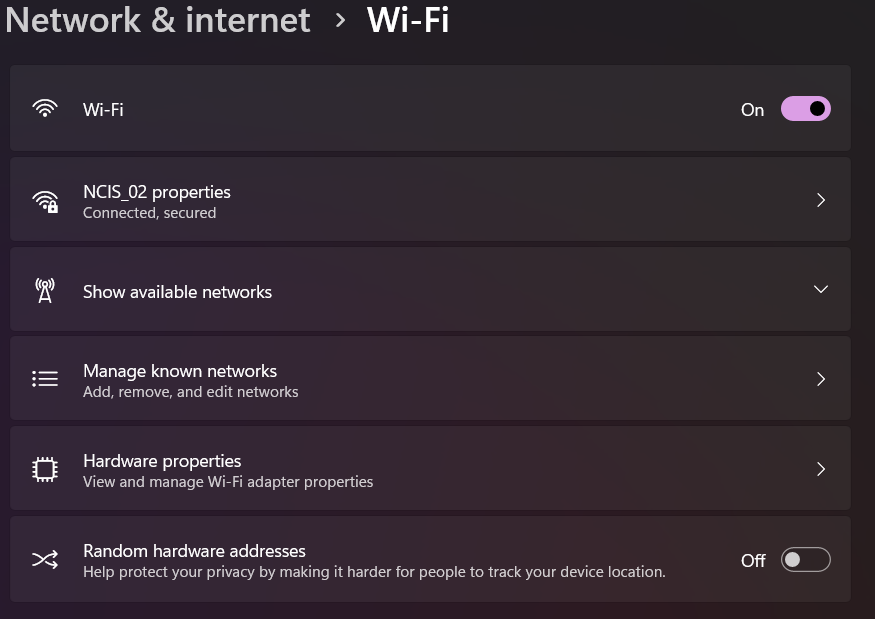 Network & internet > Wi-Fi
Wi-Fi
On
NCIS_02 properties
Connected, secured
Show available networks
Manage known networks
Add, remove, and edit networks
Hardware properties
View and manage Wi-Fi adapter properties
Random hardware addresses
Help protect your privacy by making it harder for people to track your device location.
Off